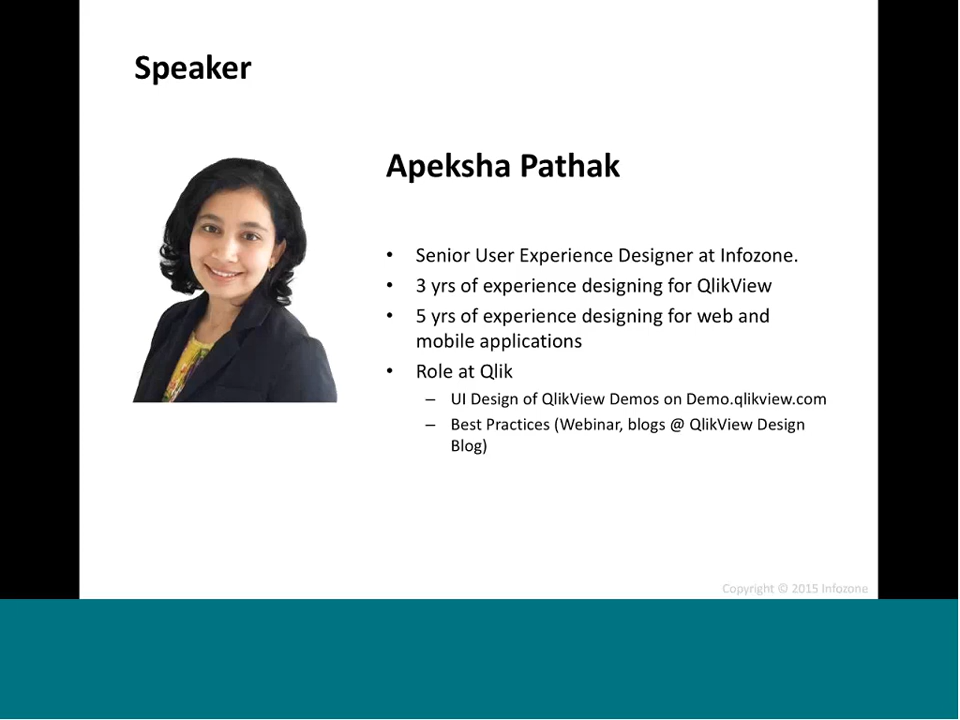 Speaker
Apeksha Pathak
• Senior User Experience Designer at Infozone.
• 3 yrs of experience designing for QlikView
• 5 yrs of experience designing for web and
mobile applications
• Role at Qlik
– UI Design of QlikView Demos on Demo.qlikview.com
– Best Practices (Webinar, blogs @ QlikView Design
Blog)
Copyright © 2015 Infozone